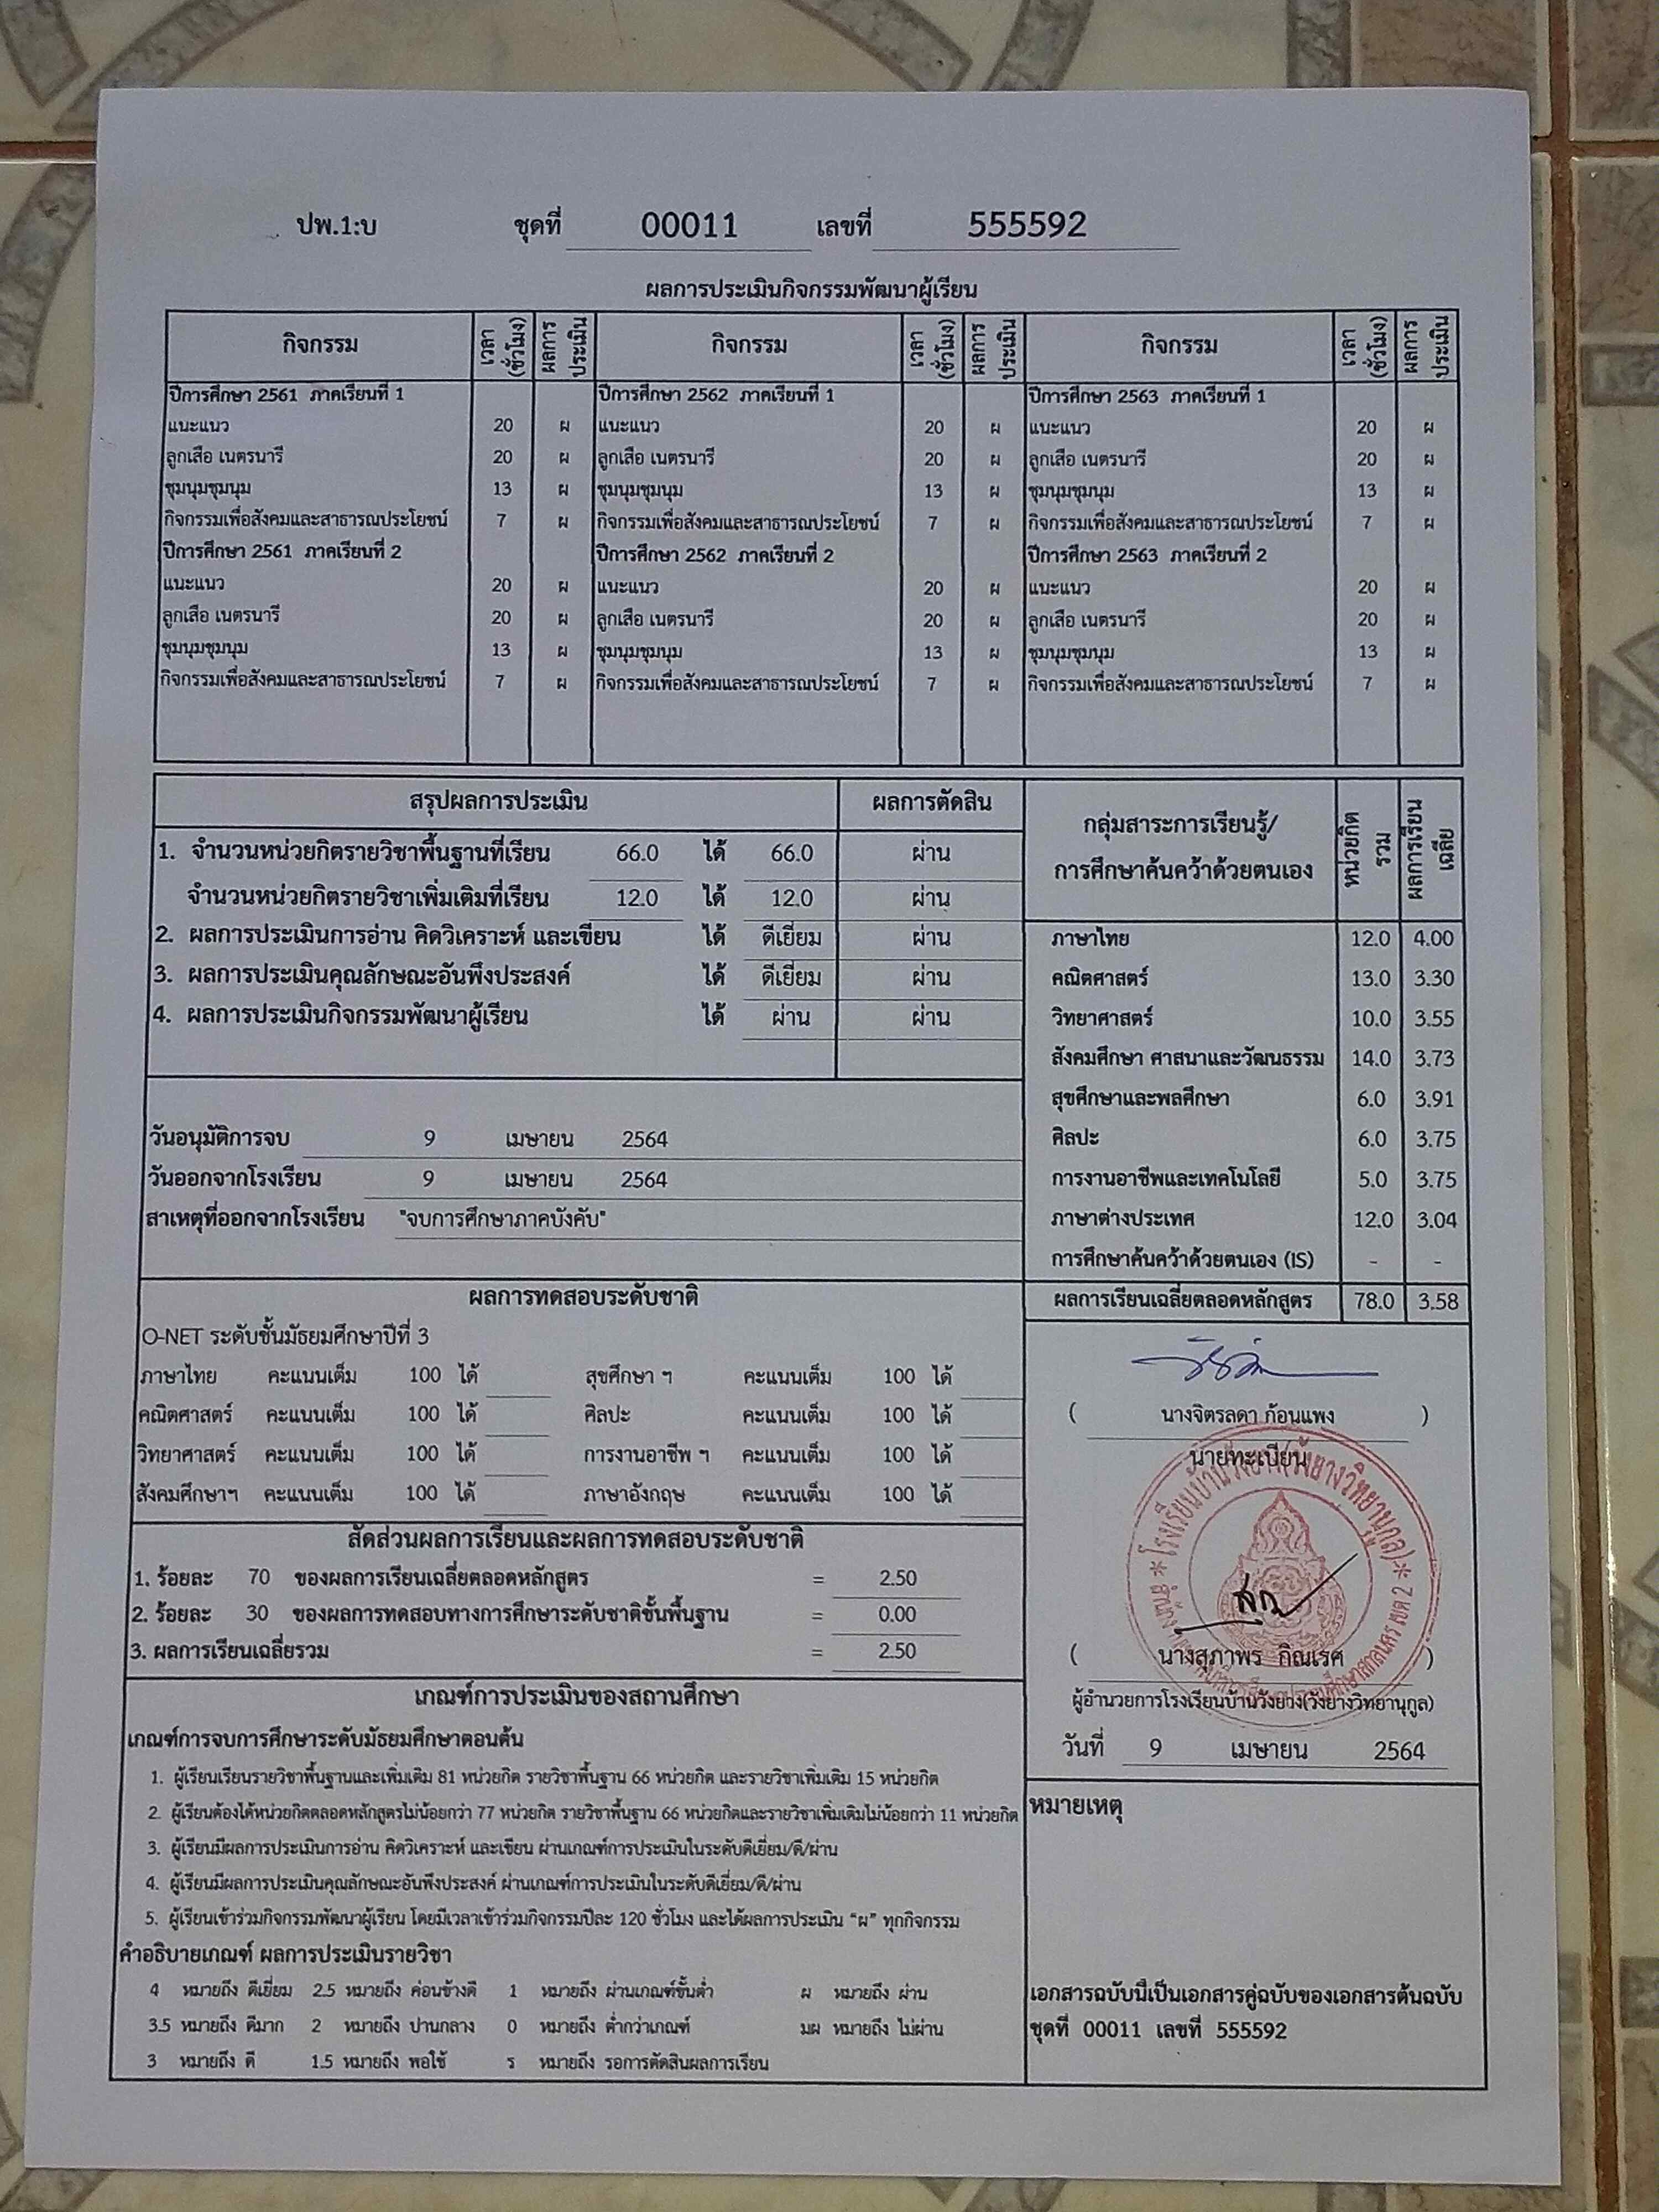 ปพ.1:บ ชุดที่ 00011 เลขที่ 555592
ผลการประเมินกิจกรรมพัฒนาผู้เรียน
กิจกรรม เวลา (ชั่วโมง) ผลการประเมิน กิจกรรม เวลา (ชั่วโมง) ผลการประเมิน กิจกรรม เวลา (ชั่วโมง) ผลการประเมิน
ปีการศึกษา 2561 ภาคเรียนที่ 1 ปีการศึกษา 2562 ภาคเรียนที่ 1 ปีการศึกษา 2563 ภาคเรียนที่ 1
แนะแนว 20 ผ แนะแนว 20 ผ แนะแนว 20 ผ
ลูกเสือ เนตรนารี 20 ผ ลูกเสือ เนตรนารี 20 ผ ลูกเสือ เนตรนารี 20 ผ
ชุมนุมชุมนุม 13 ผ ชุมนุมชุมนุม 13 ผ ชุมนุมชุมนุม 13 ผ
กิจกรรมเพื่อสังคมและสาธารณประโยชน์ 7 ผ กิจกรรมเพื่อสังคมและสาธารณประโยชน์ 7 ผ กิจกรรมเพื่อสังคมและสาธารณประโยชน์ 7 ผ
ปีการศึกษา 2561 ภาคเรียนที่ 2 ปีการศึกษา 2562 ภาคเรียนที่ 2 ปีการศึกษา 2563 ภาคเรียนที่ 2
แนะแนว 20 ผ แนะแนว 20 ผ แนะแนว 20 ผ
ลูกเสือ เนตรนารี 20 ผ ลูกเสือ เนตรนารี 20 ผ ลูกเสือ เนตรนารี 20 ผ
ชุมนุมชุมนุม 13 ผ ชุมนุมชุมนุม 13 ผ ชุมนุมชุมนุม 13 ผ
กิจกรรมเพื่อสังคมและสาธารณประโยชน์ 7 ผ กิจกรรมเพื่อสังคมและสาธารณประโยชน์ 7 ผ กิจกรรมเพื่อสังคมและสาธารณประโยชน์ 7 ผ
สรุปผลการประเมิน ผลการตัดสิน
1. จำนวนหน่วยกิตรายวิชาพื้นฐานที่เรียน 66.0 ได้ 66.0 ผ่าน
จำนวนหน่วยกิตรายวิชาเพิ่มเติมที่เรียน 12.0 ได้ 12.0 ผ่าน
2. ผลการประเมินการอ่าน คิดวิเคราะห์ และเขียน ได้ ดีเยี่ยม ผ่าน
3. ผลการประเมินคุณลักษณะอันพึงประสงค์ ได้ ดีเยี่ยม ผ่าน
4. ผลการประเมินกิจกรรมพัฒนาผู้เรียน ได้ ผ่าน ผ่าน
วันอนุมัติการจบ 9 เมษายน 2564
วันออกจากโรงเรียน 9 เมษายน 2564
สาเหตุที่ออกจากโรงเรียน "จบการศึกษาภาคบังคับ"
กลุ่มสาระการเรียนรู้/ การศึกษาค้นคว้าด้วยตนเอง หน่วยกิตรวม ผลการเรียนเฉลี่ย
ภาษาไทย 12.0 4.00
คณิตศาสตร์ 13.0 3.30
วิทยาศาสตร์ 10.0 3.55
สังคมศึกษา ศาสนาและวัฒนธรรม 14.0 3.73
สุขศึกษาและพลศึกษา 6.0 3.91
ศิลปะ 6.0 3.75
การงานอาชีพและเทคโนโลยี 5.0 3.75
ภาษาต่างประเทศ 12.0 3.04
การศึกษาค้นคว้าด้วยตนเอง (IS) - -
ผลการเรียนเฉลี่ยตลอดหลักสูตร 78.0 3.58
ผลการทดสอบระดับชาติ
O-NET ระดับชั้นมัธยมศึกษาปีที่ 3
ภาษาไทย คะแนนเต็ม 100 ได้ สุขศึกษา ฯ คะแนนเต็ม 100 ได้
คณิตศาสตร์ คะแนนเต็ม 100 ได้ ศิลปะ คะแนนเต็ม 100 ได้
วิทยาศาสตร์ คะแนนเต็ม 100 ได้ การงานอาชีพ ฯ คะแนนเต็ม 100 ได้
สังคมศึกษาฯ คะแนนเต็ม 100 ได้ ภาษาอังกฤษ คะแนนเต็ม 100 ได้
สัดส่วนผลการเรียนและผลการทดสอบระดับชาติ
1. ร้อยละ 70 ของผลการเรียนเฉลี่ยตลอดหลักสูตร = 2.50
2. ร้อยละ 30 ของผลการทดสอบทางการศึกษาระดับชาติขั้นพื้นฐาน = 0.00
3. ผลการเรียนเฉลี่ยรวม = 2.50
( นางจิตรลดา ก้อนแพง )
นายทะเบียน
โรงเรียนบ้านวังยาง(วังยางวิทยานุกูล)
( นางสุภาพร กิณเรศ )
ผู้อำนวยการโรงเรียนบ้านวังยาง(วังยางวิทยานุกูล)
วันที่ 9 เมษายน 2564
เกณฑ์การประเมินของสถานศึกษา
เกณฑ์การจบการศึกษาระดับมัธยมศึกษาตอนต้น
1. ผู้เรียนเรียนรายวิชาพื้นฐานและเพิ่มเติม 81 หน่วยกิต รายวิชาพื้นฐาน 66 หน่วยกิต และรายวิชาเพิ่มเติม 15 หน่วยกิต
2. ผู้เรียนต้องได้หน่วยกิตตลอดหลักสูตรไม่น้อยกว่า 77 หน่วยกิต รายวิชาพื้นฐาน 66 หน่วยกิตและรายวิชาเพิ่มเติมไม่น้อยกว่า 11 หน่วยกิต
3. ผู้เรียนมีผลการประเมินการอ่าน คิดวิเคราะห์ และเขียน ผ่านเกณฑ์การประเมินในระดับดีเยี่ยม/ดี/ผ่าน
4. ผู้เรียนมีผลการประเมินคุณลักษณะอันพึงประสงค์ ผ่านเกณฑ์การประเมินในระดับดีเยี่ยม/ดี/ผ่าน
5. ผู้เรียนเข้าร่วมกิจกรรมพัฒนาผู้เรียน โดยมีเวลาเข้าร่วมกิจกรรมปีละ 120 ชั่วโมง และได้ผลการประเมิน “ผ” ทุกกิจกรรม
คำอธิบายเกณฑ์ ผลการประเมินรายวิชา
4 หมายถึง ดีเยี่ยม 2.5 หมายถึง ค่อนข้างดี 1 หมายถึง ผ่านเกณฑ์ขั้นต่ำ ผ หมายถึง ผ่าน
3.5 หมายถึง ดีมาก 2 หมายถึง ปานกลาง 0 หมายถึง ต่ำกว่าเกณฑ์ มผ หมายถึง ไม่ผ่าน
3 หมายถึง ดี 1.5 หมายถึง พอใช้ ร หมายถึง รอการตัดสินผลการเรียน
หมายเหตุ
เอกสารฉบับนี้เป็นเอกสารคู่ฉบับของเอกสารต้นฉบับ
ชุดที่ 00011 เลขที่ 555592